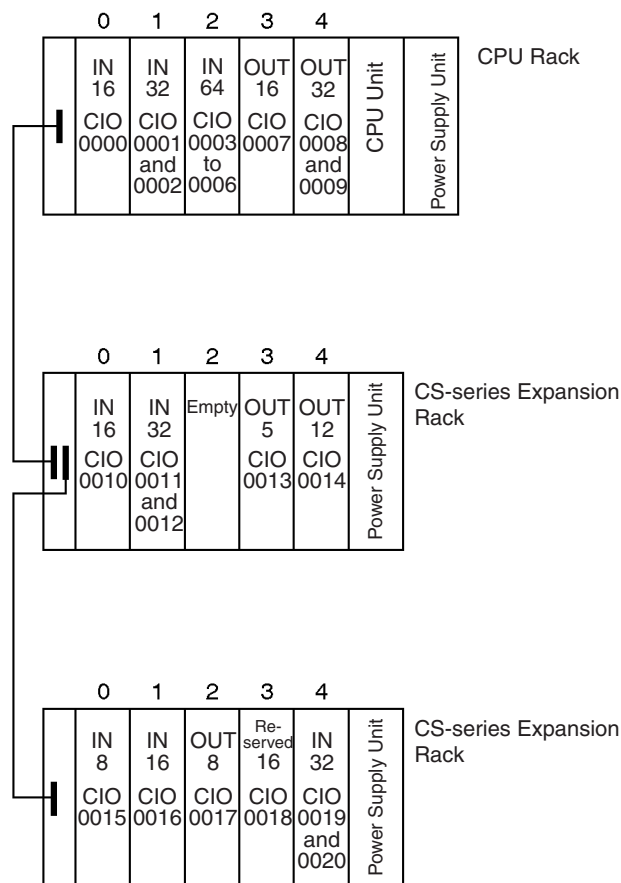 0 1 2 3 4
IN 16 CIO 0000
IN 32 CIO 0001 and 0002
IN 64 CIO 0003 to 0006
OUT 16 CIO 0007
OUT 32 CIO 0008 and 0009
CPU Unit
Power Supply Unit
CPU Rack
0 1 2 3 4
IN 16 CIO 0010
IN 32 CIO 0011 and 0012
Empty
OUT 5 CIO 0013
OUT 12 CIO 0014
Power Supply Unit
CS-series Expansion
Rack
0 1 2 3 4
IN 8 CIO 0015
IN 16 CIO 0016
OUT 8 CIO 0017
Re-served 16 CIO 0018
IN 32 CIO 0019 and 0020
Power Supply Unit
CS-series Expansion
Rack